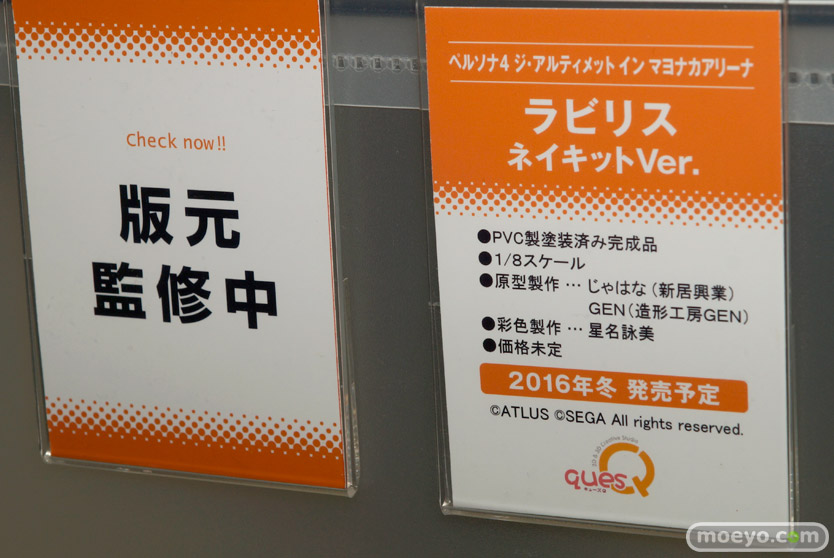 Check now!!
版元
監修中
ペルソナ4 ジ・アルティメット イン マヨナカアリーナ
ラビリス
ネイキットVer.
●PVC製塗装済み完成品
●1/8スケール
●原型製作 … じゃはな（新居興業）
GEN（造形工房GEN）
●彩色製作 … 星名詠美
●価格未定
2016年冬 発売予定
©ATLUS ©SEGA All rights reserved.
quesQ
moeyo.com